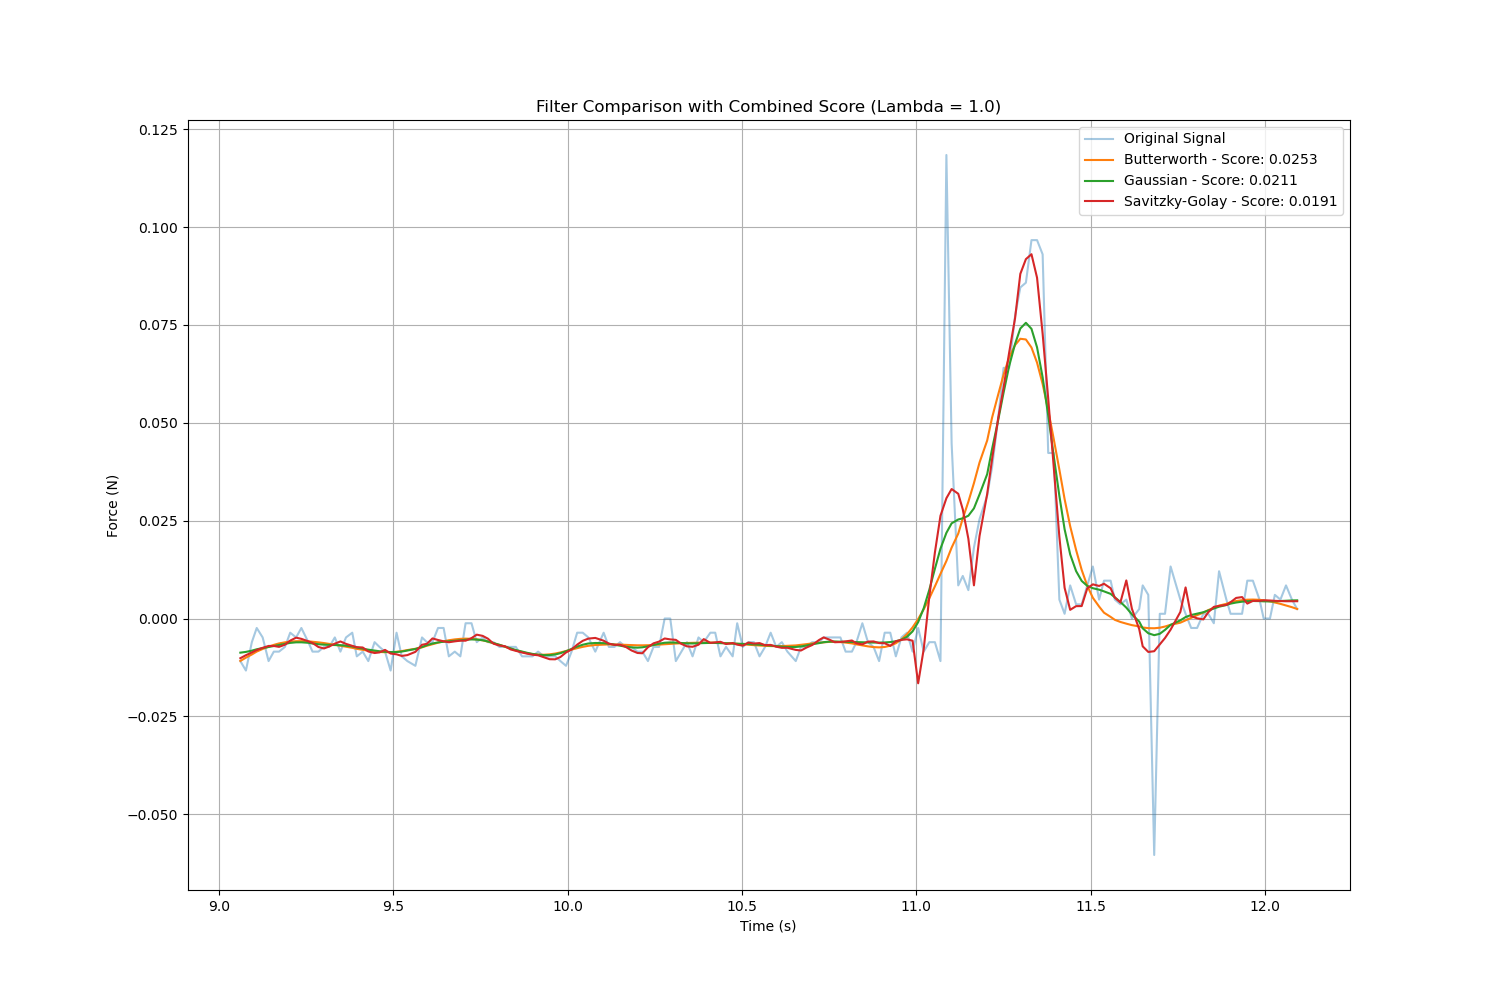 Filter Comparison with Combined Score (Lambda = 1.0)
Original Signal
Butterworth - Score: 0.0253
Gaussian - Score: 0.0211
Savitzky-Golay - Score: 0.0191
Force (N)
0.125
0.100
0.075
0.050
0.025
0.000
−0.025
−0.050
9.0 9.5 10.0 10.5 11.0 11.5 12.0
Time (s)